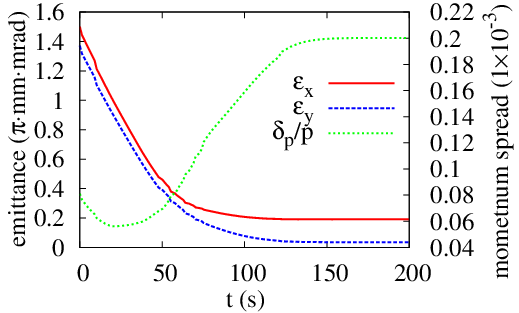 1.6
1.4
1.2
1
0.8
0.6
0.4
0.2
0
emittance (π·mm·mrad)
0.22
0.2
0.18
0.16
0.14
0.12
0.1
0.08
0.06
0.04
mometnum spread (1×10⁻³)
εₓ
ε_y
δₚ/p̌
0 50 100 150 200
t (s)